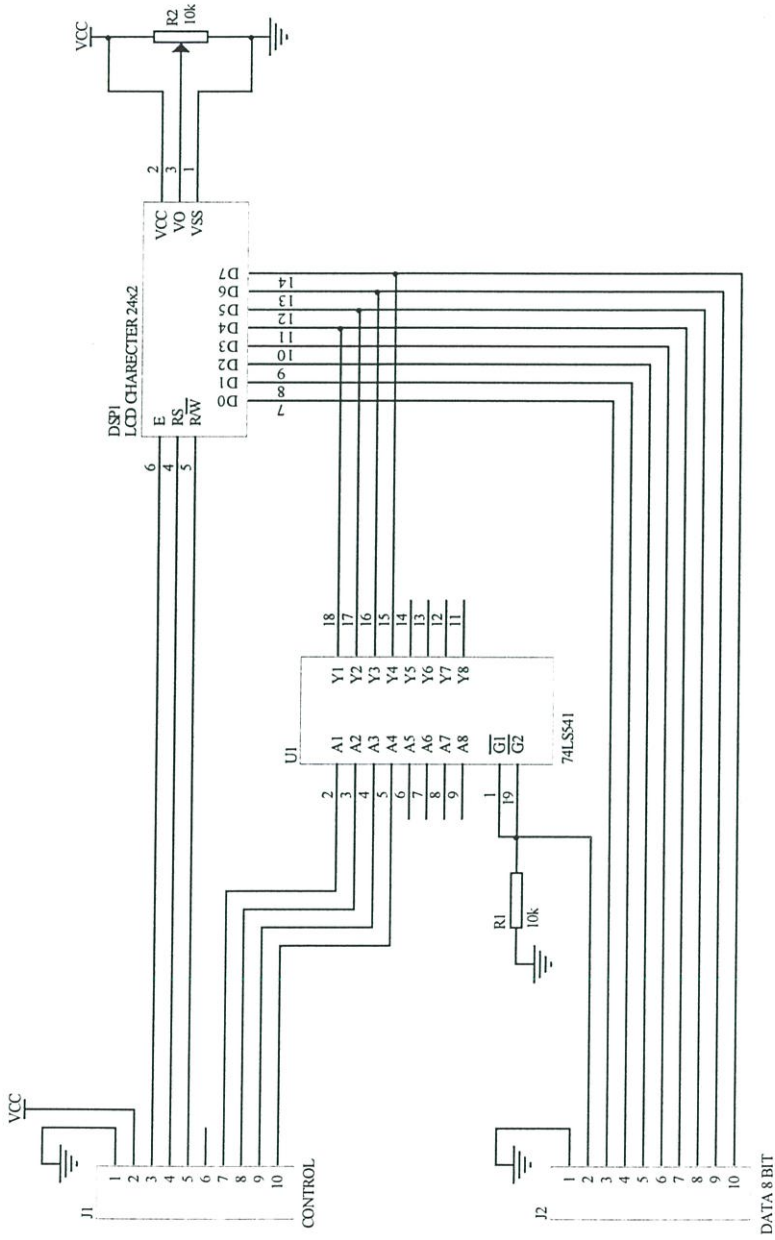 VCC
R2
10k
2
3
1
VCC
VO
VSS
DSP1
LCD CHARECTER 24x2
E
RS
R/W
6
4
5
D7
D6
D5
D4
D3
D2
D1
D0
14
13
12
11
10
9
8
7
18
17
16
15
14
13
12
11
Y1
Y2
Y3
Y4
Y5
Y6
Y7
Y8
U1
A1
A2
A3
A4
A5
A6
A7
A8
G1
G2
74LS541
2
3
4
5
6
7
8
9
1
19
R1
10k
VCC
J1
1
2
3
4
5
6
7
8
9
10
CONTROL
J2
1
2
3
4
5
6
7
8
9
10
DATA 8 BIT